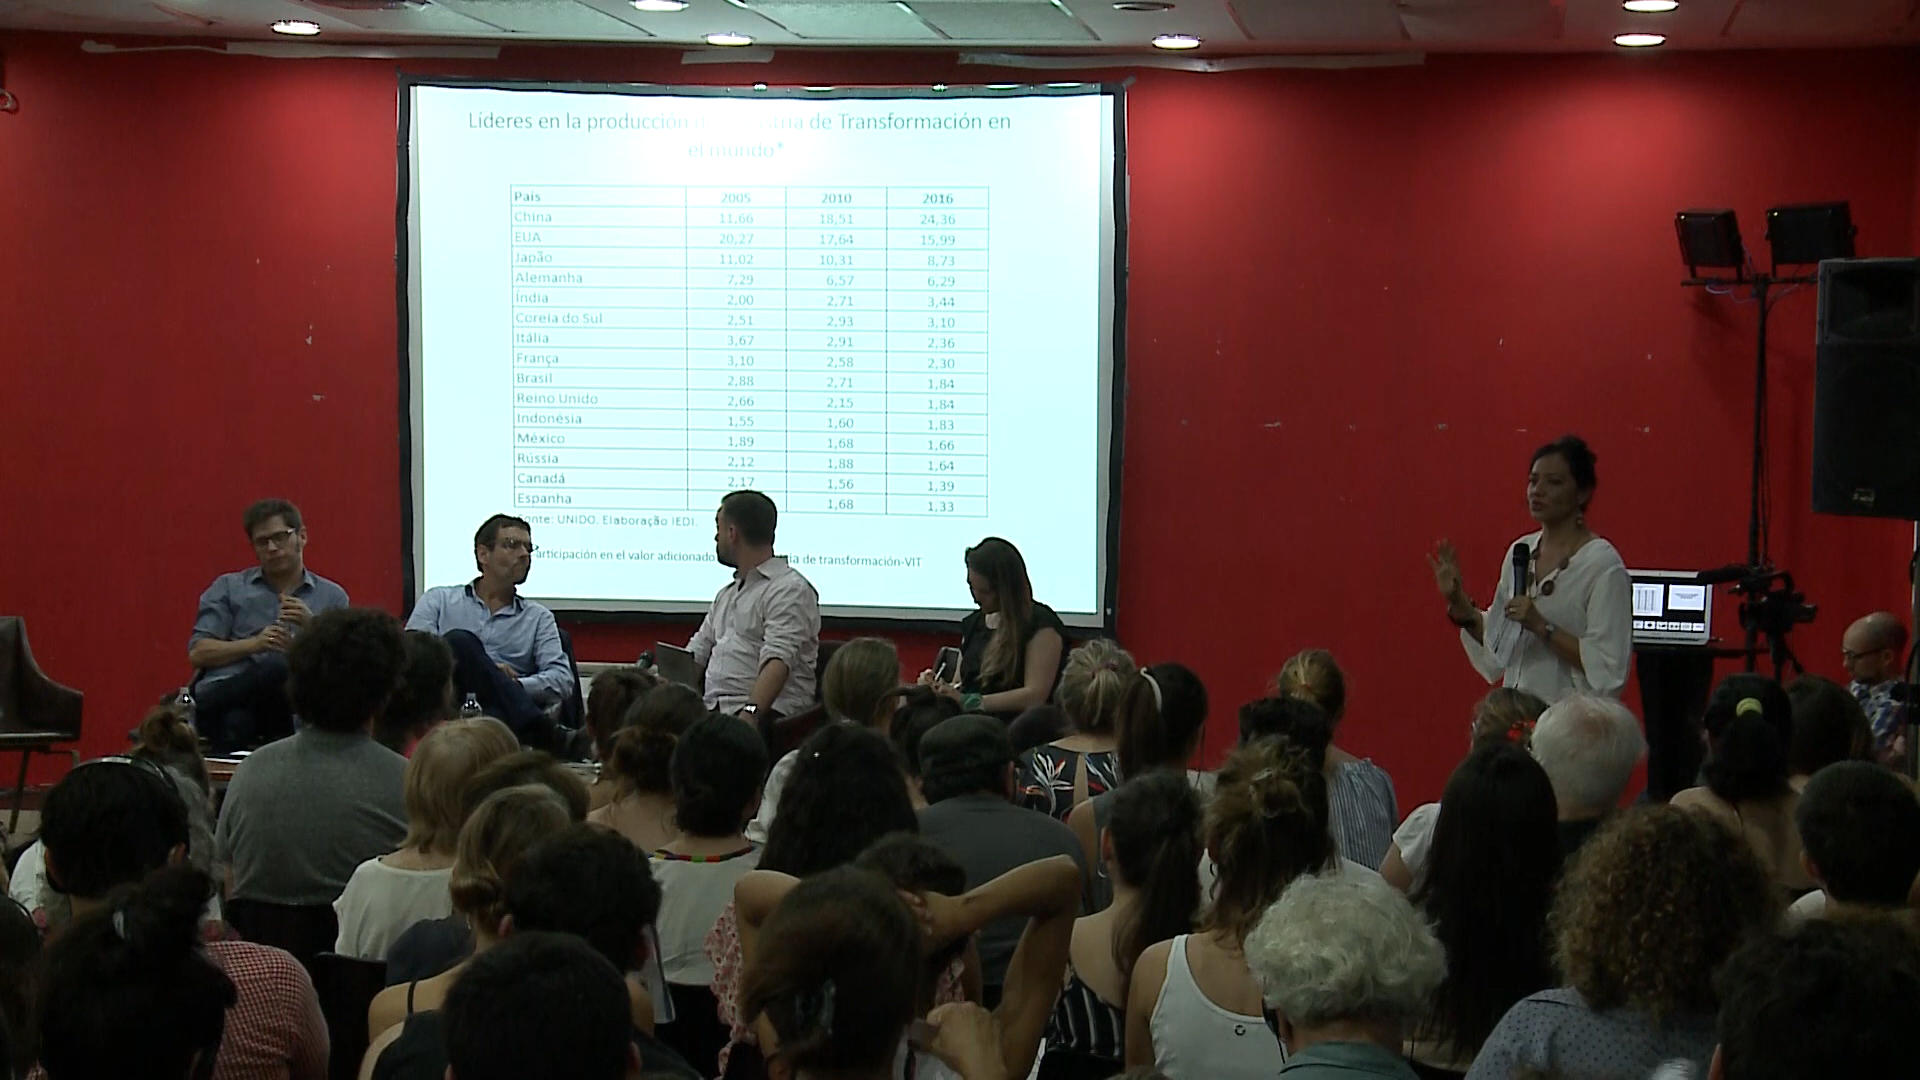 Líderes en la producción de Transformación en
el mundo*
País 2005 2010 2016
China 11,66 18,51 24,36
EUA 20,27 17,64 15,99
Japão 11,02 10,31 8,73
Alemanha 7,29 6,57 6,29
Índia 2,00 2,71 3,44
Coreia do Sul 2,51 2,93 3,10
Itália 3,67 2,91 2,36
França 3,10 2,58 2,30
Brasil 2,88 2,71 1,84
Reino Unido 2,66 2,15 1,84
Indonésia 1,55 1,60 1,83
México 1,89 1,68 1,66
Rússia 2,12 1,88 1,64
Canadá 2,17 1,56 1,39
Espanha 1,68 1,33
Fonte: UNIDO. Elaboração IEDI.
articipación en el valor adicionado de transformación-VIT